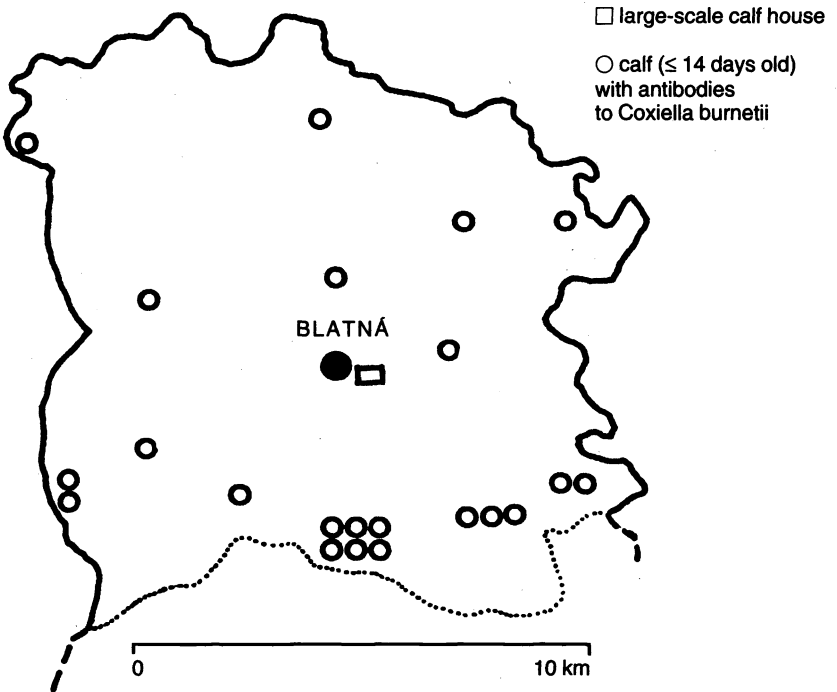 large-scale calf house
calf (≤ 14 days old)
with antibodies
to Coxiella burnetii
BLATNÁ
0 10 km